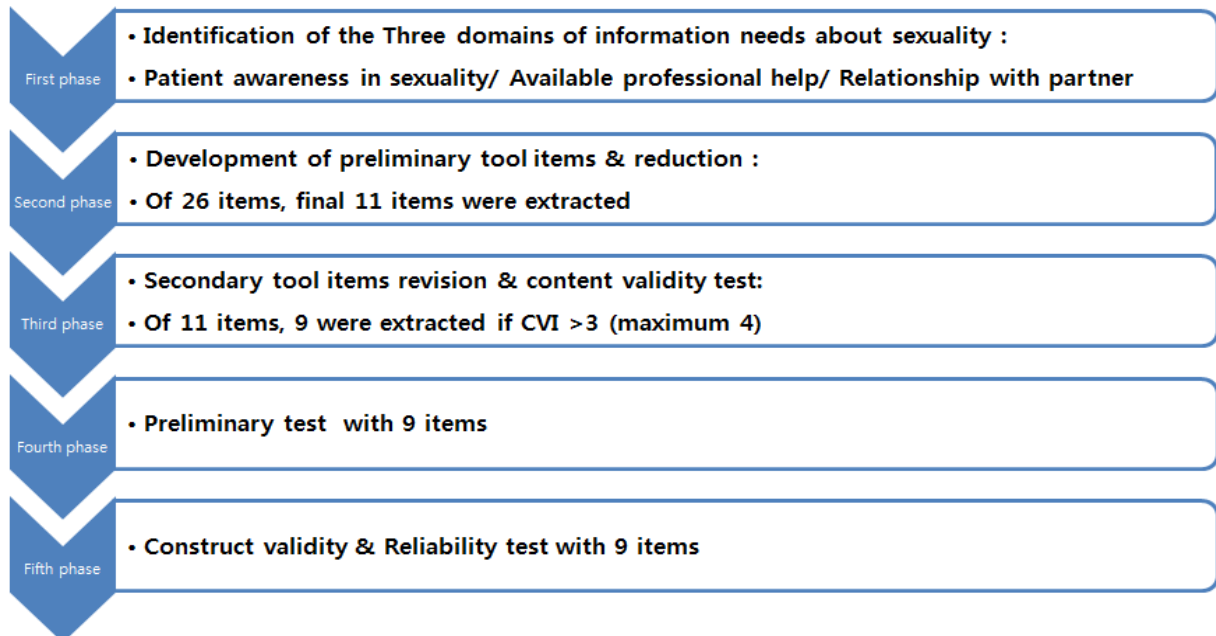 First phase
• Identification of the Three domains of information needs about sexuality :
• Patient awareness in sexuality/ Available professional help/ Relationship with partner
Second phase
• Development of preliminary tool items & reduction :
• Of 26 items, final 11 items were extracted
Third phase
• Secondary tool items revision & content validity test:
• Of 11 items, 9 were extracted if CVI >3 (maximum 4)
Fourth phase
• Preliminary test with 9 items
Fifth phase
• Construct validity & Reliability test with 9 items